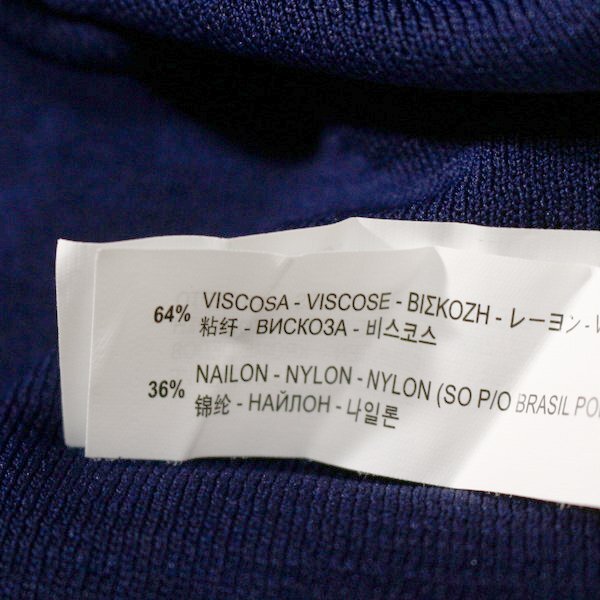 64% VISCOSA - VISCOSE - ΒΙΣΚΟΖΗ - レーヨン -
粘纤 - ВИСКОЗА - 비스코스
36% NAILON - NYLON - NYLON (SO P/O BRASIL
锦纶 - НАЙЛОН - 나일론